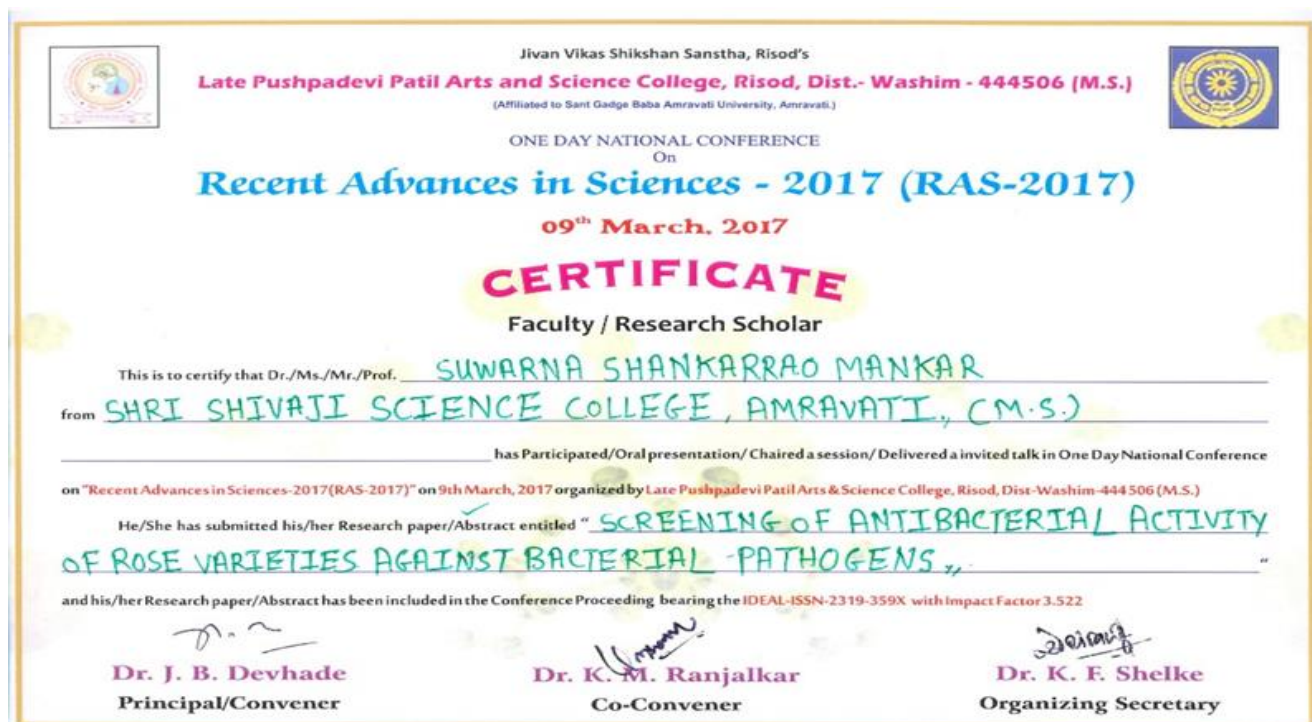 Jivan Vikas Shikshan Sanstha, Risod's
Late Pushpadevi Patil Arts and Science College, Risod, Dist.- Washim - 444506 (M.S.)
(Affiliated to Sant Gadge Baba Amravati University, Amravati.)
ONE DAY NATIONAL CONFERENCE
On
Recent Advances in Sciences - 2017 (RAS-2017)
09th March, 2017
CERTIFICATE
Faculty / Research Scholar
This is to certify that Dr./Ms./Mr./Prof. SUWARNA SHANKARRAO MANKAR
from SHRI SHIVAJI SCIENCE COLLEGE, AMRAVATI., (M.S.)
has Participated/Oral presentation/ Chaired a session/ Delivered a invited talk in One Day National Conference
on "Recent Advances in Sciences-2017(RAS-2017)" on 9th March, 2017 organized by Late Pushpadevi Patil Arts & Science College, Risod, Dist-Washim-444506 (M.S.)
He/She has submitted his/her Research paper/Abstract entitled " SCREENING OF ANTIBACTERIAL ACTIVITY
OF ROSE VARIETIES AGAINST BACTERIAL -PATHOGENS,, "
and his/her Research paper/Abstract has been included in the Conference Proceeding bearing the IDEAL-ISSN-2319-359X with Impact Factor 3.522
Dr. J. B. Devhade Dr. K. M. Ranjalkar Dr. K. F. Shelke
Principal/Convener Co-Convener Organizing Secretary